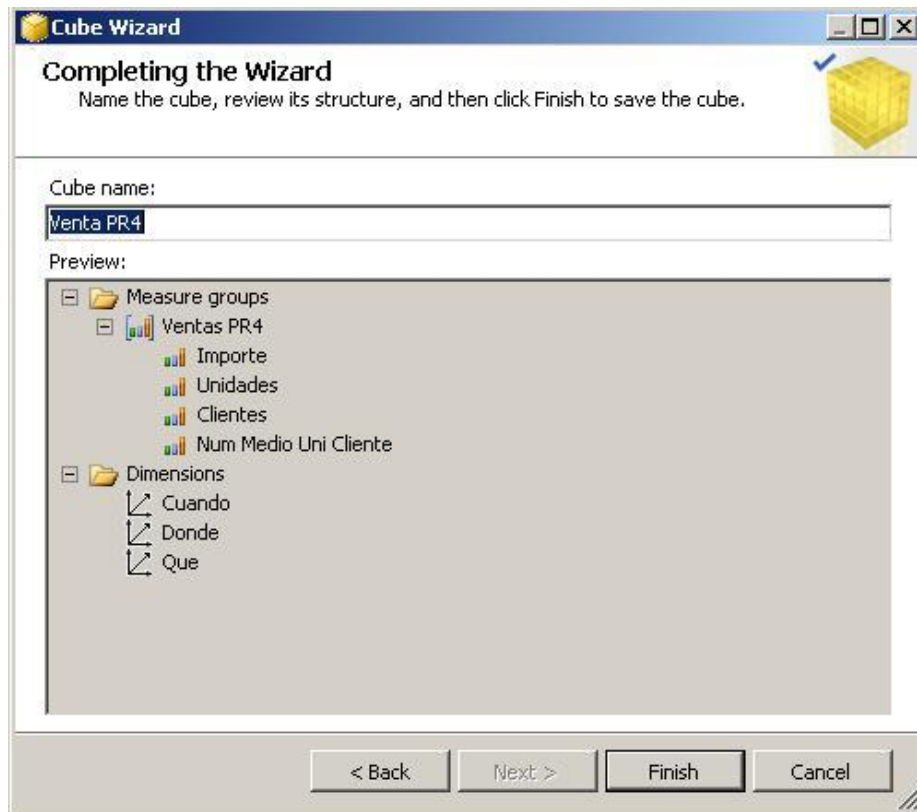 Cube Wizard
Completing the Wizard
Name the cube, review its structure, and then click Finish to save the cube.
Cube name:
Venta PR4
Preview:
Measure groups
Ventas PR4
Importe
Unidades
Clientes
Num Medio Uni Cliente
Dimensions
Cuando
Donde
Que
< Back Next > Finish Cancel